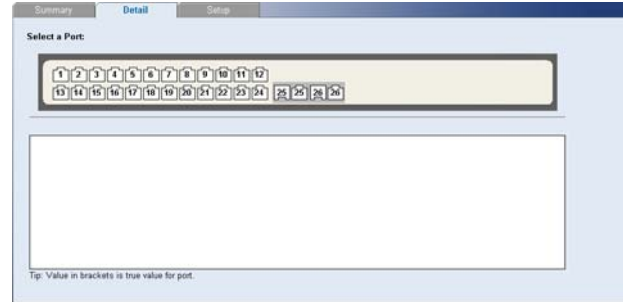 Summary Detail Setup
Select a Port:
1 2 3 4 5 6 7 8 9 10 11 12
13 14 15 16 17 18 19 20 21 22 23 24 25 25 26 26
Tip: Value in brackets is true value for port.